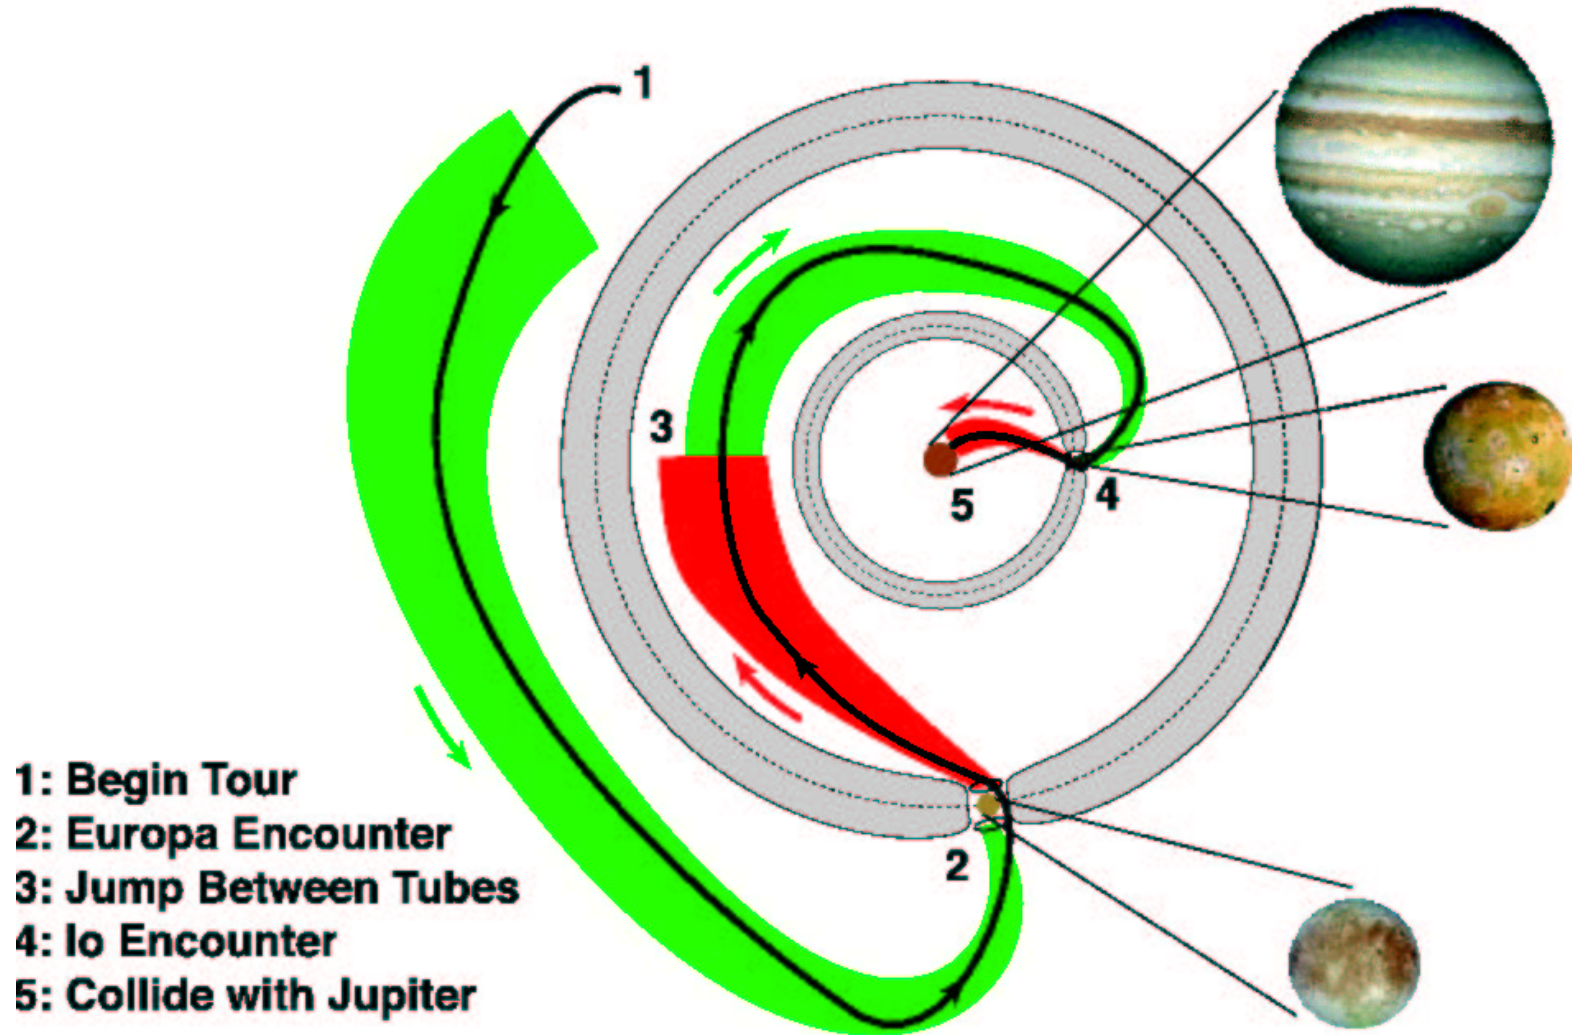 1
3
5
4
2
1: Begin Tour
2: Europa Encounter
3: Jump Between Tubes
4: Io Encounter
5: Collide with Jupiter